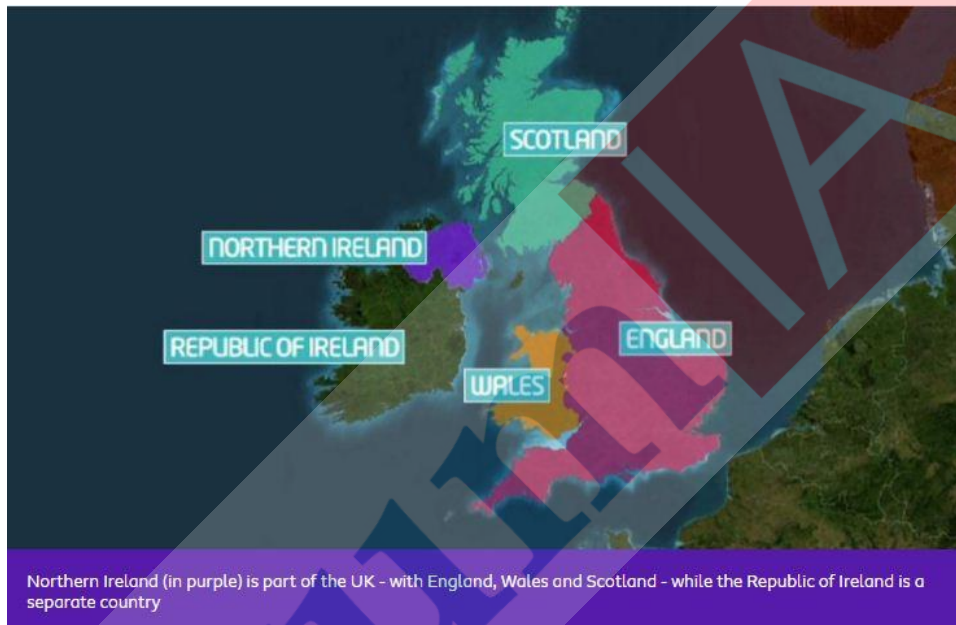 SCOTLAND
NORTHERN IRELAND
REPUBLIC OF IRELAND
ENGLAND
WALES
Northern Ireland (in purple) is part of the UK - with England, Wales and Scotland - while the Republic of Ireland is a
separate country